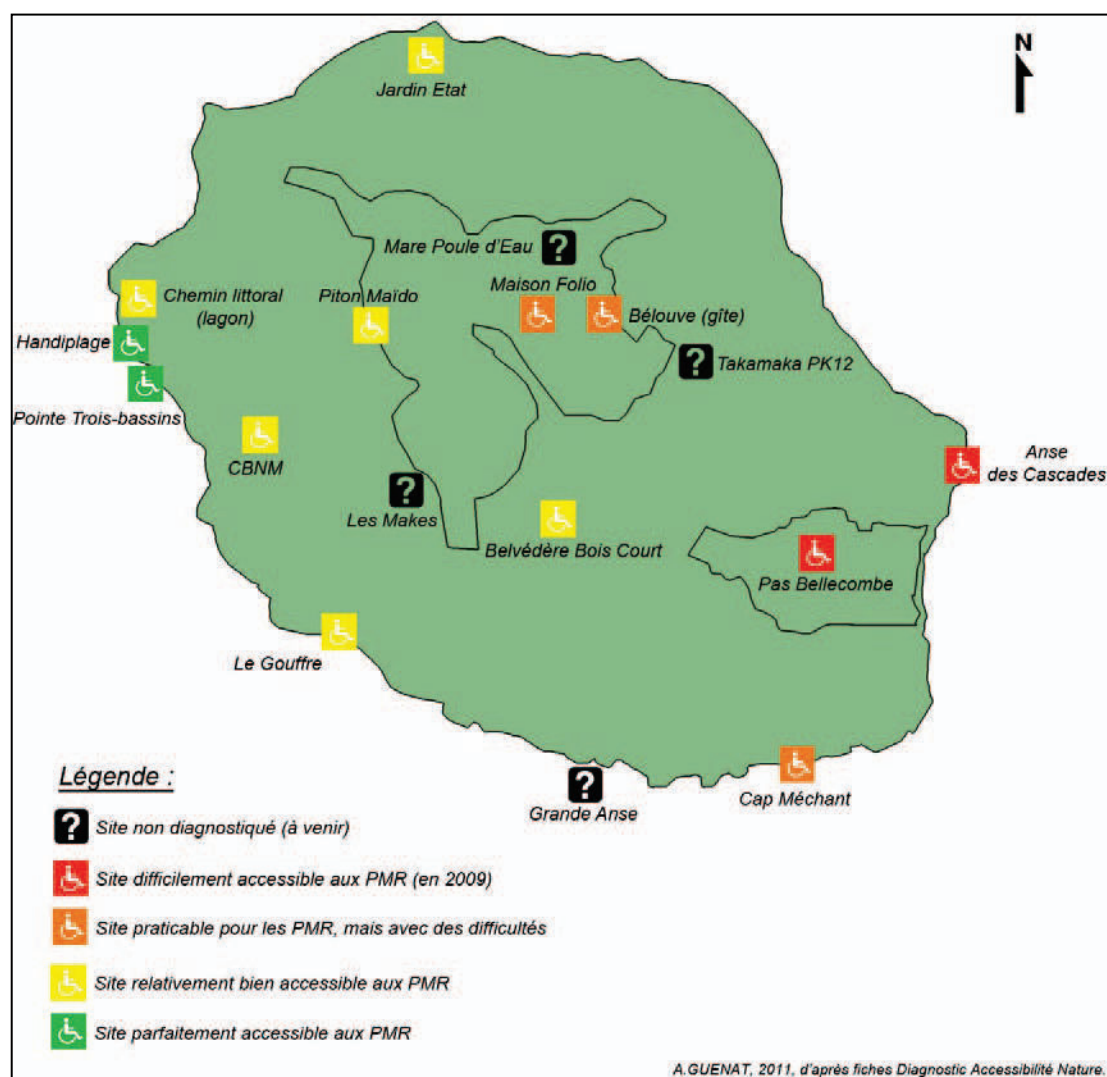 N
Jardin Etat
Mare Poule d'Eau
Maison Folio
Chemin littoral
(lagon)
Piton Maïdo
Bélouve (gîte)
Handiplage
Takamaka PK12
Pointe Trois-bassins
CBNM
Anse
des Cascades
Les Makes
Belvédère Bois Court
Pas Bellecombe
Le Gouffre
Cap Méchant
Grande Anse
Légende :
? Site non diagnostiqué (à venir)
Site difficilement accessible aux PMR (en 2009)
Site praticable pour les PMR, mais avec des difficultés
Site relativement bien accessible aux PMR
Site parfaitement accessible aux PMR
A.GUENAT, 2011, d'après fiches Diagnostic Accessibilité Nature.